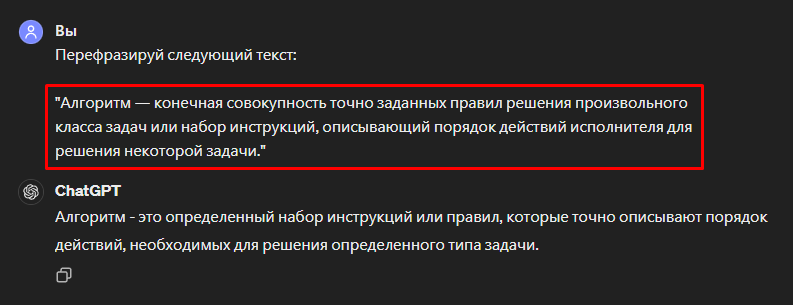 Вы
Перефразируй следующий текст:
"Алгоритм — конечная совокупность точно заданных правил решения произвольного
класса задач или набор инструкций, описывающий порядок действий исполнителя для
решения некоторой задачи."
ChatGPT
Алгоритм - это определенный набор инструкций или правил, которые точно описывают порядок
действий, необходимых для решения определенного типа задачи.